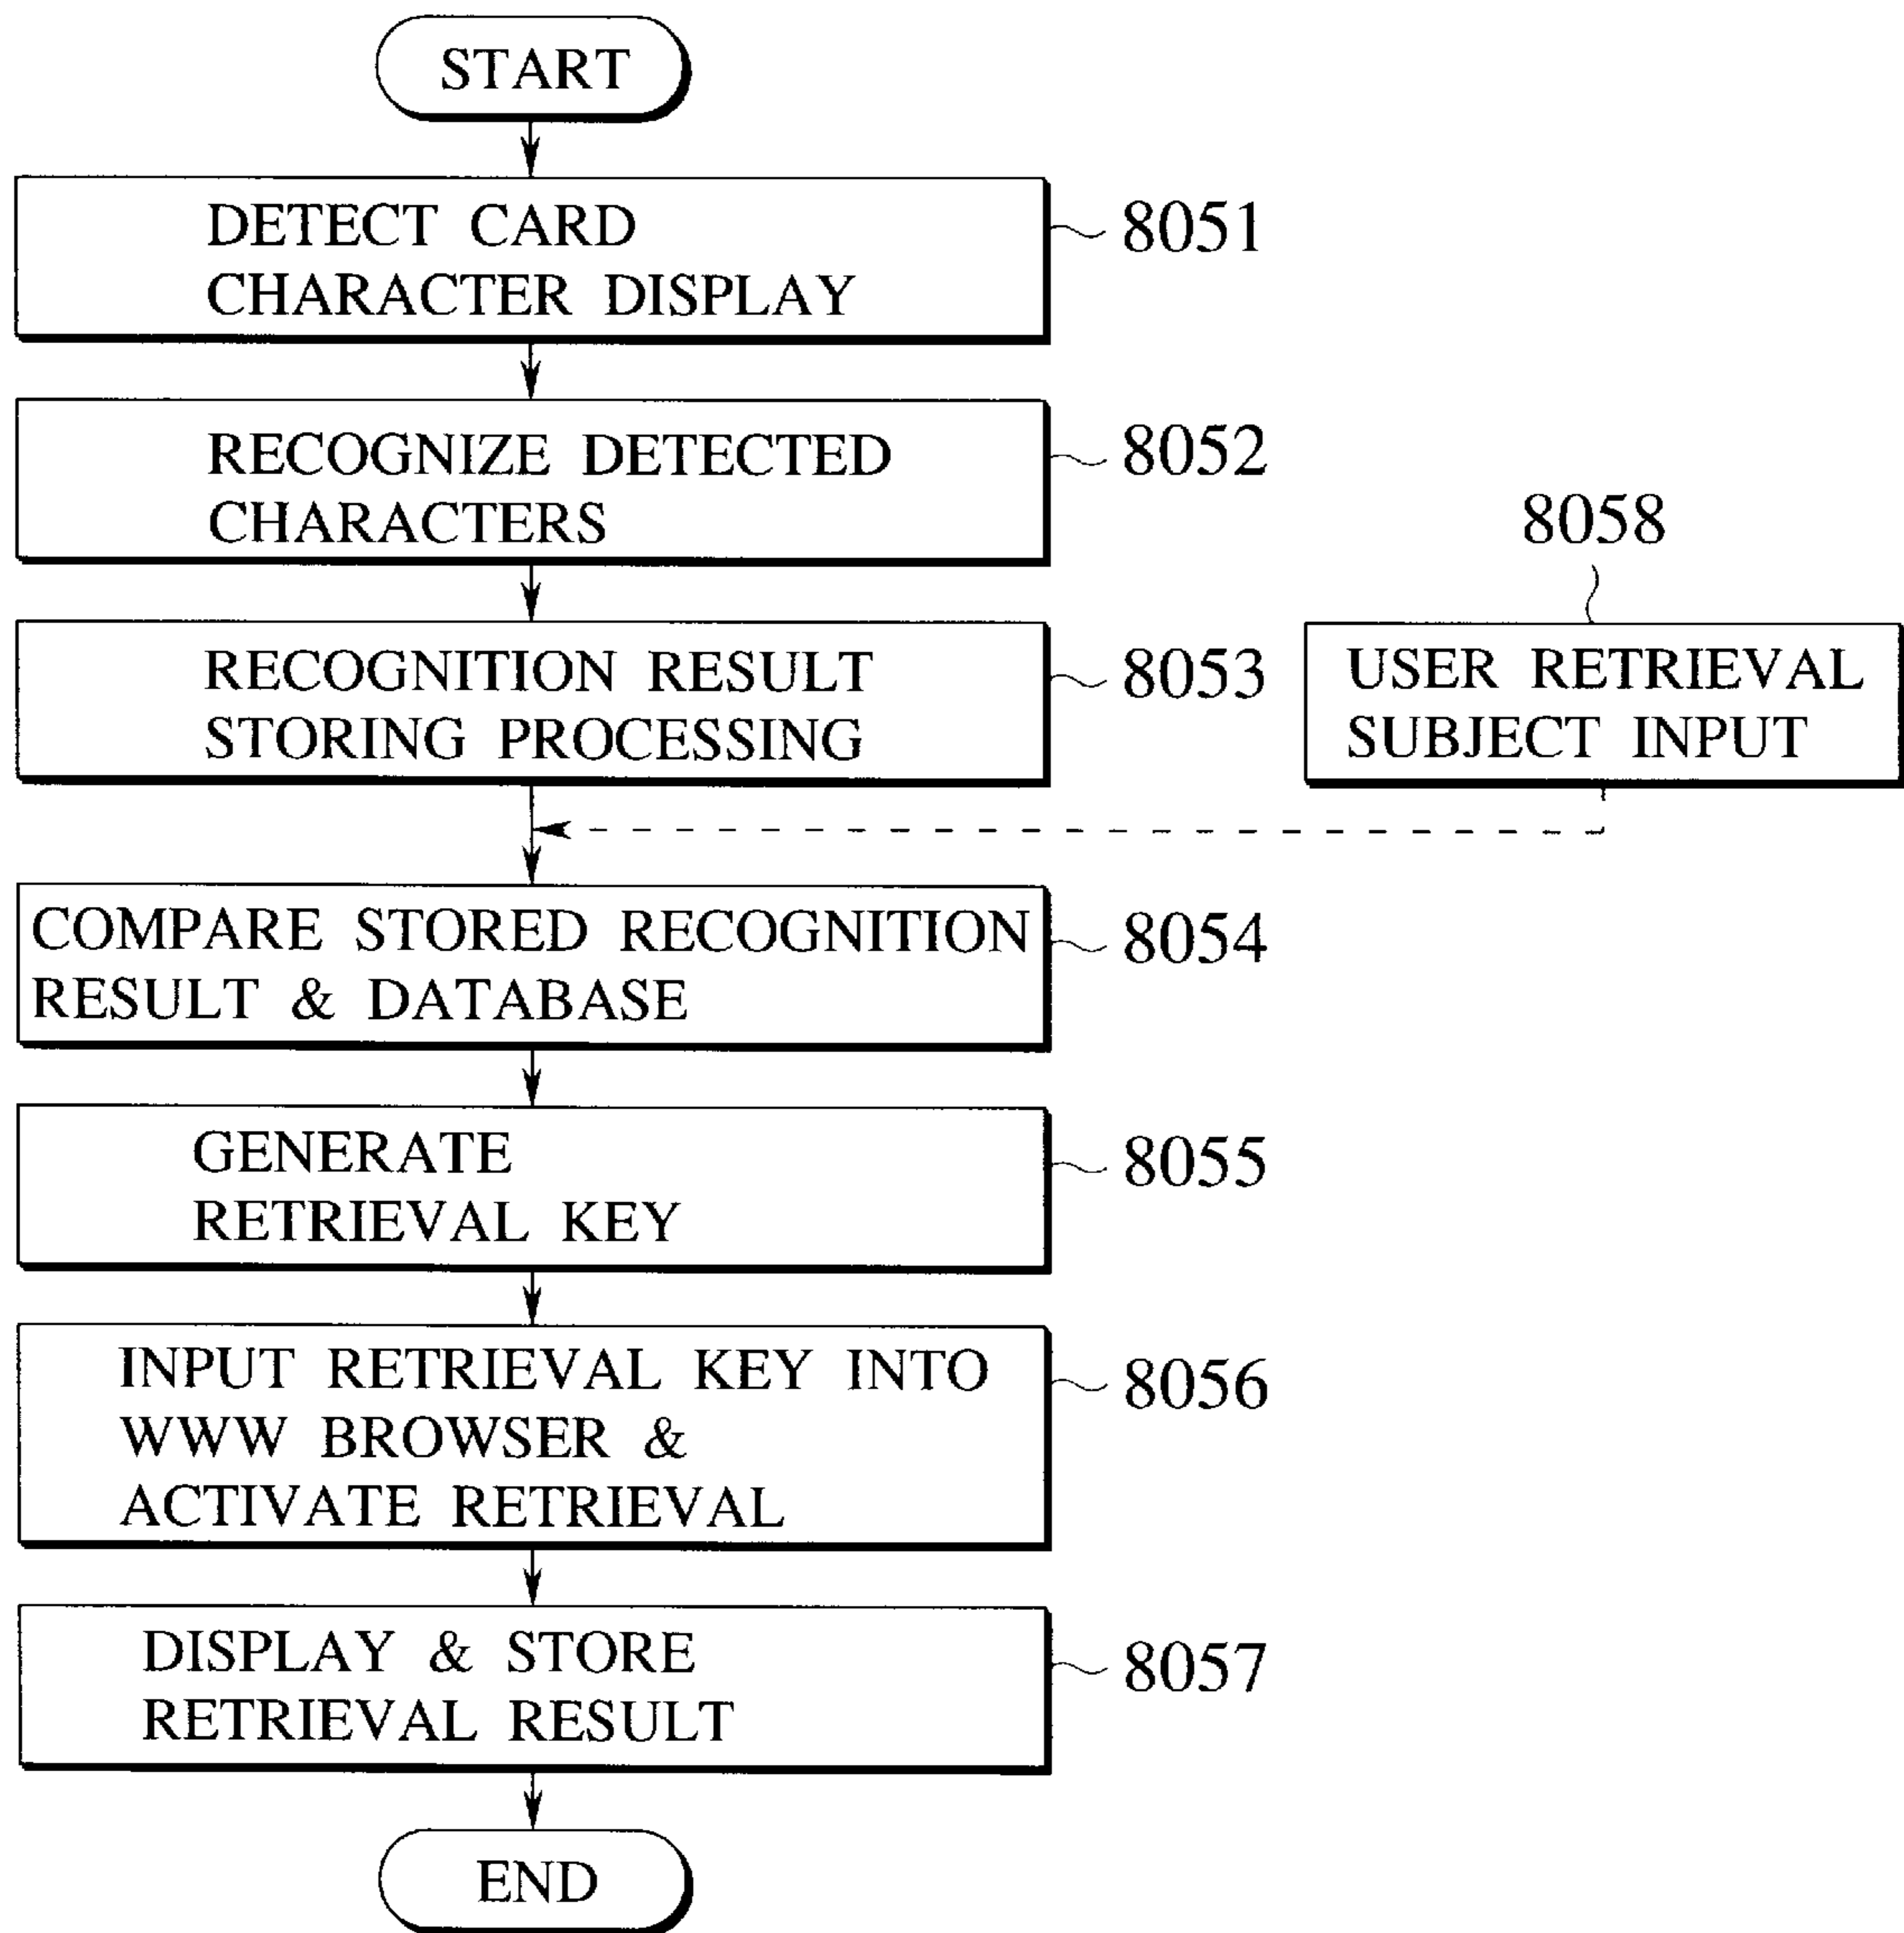 START
DETECT CARD
CHARACTER DISPLAY
8051
RECOGNIZE DETECTED
CHARACTERS
8052
RECOGNITION RESULT
STORING PROCESSING
8053
8058
USER RETRIEVAL
SUBJECT INPUT
COMPARE STORED RECOGNITION
RESULT & DATABASE
8054
GENERATE
RETRIEVAL KEY
8055
INPUT RETRIEVAL KEY INTO
WWW BROWSER &
ACTIVATE RETRIEVAL
8056
DISPLAY & STORE
RETRIEVAL RESULT
8057
END